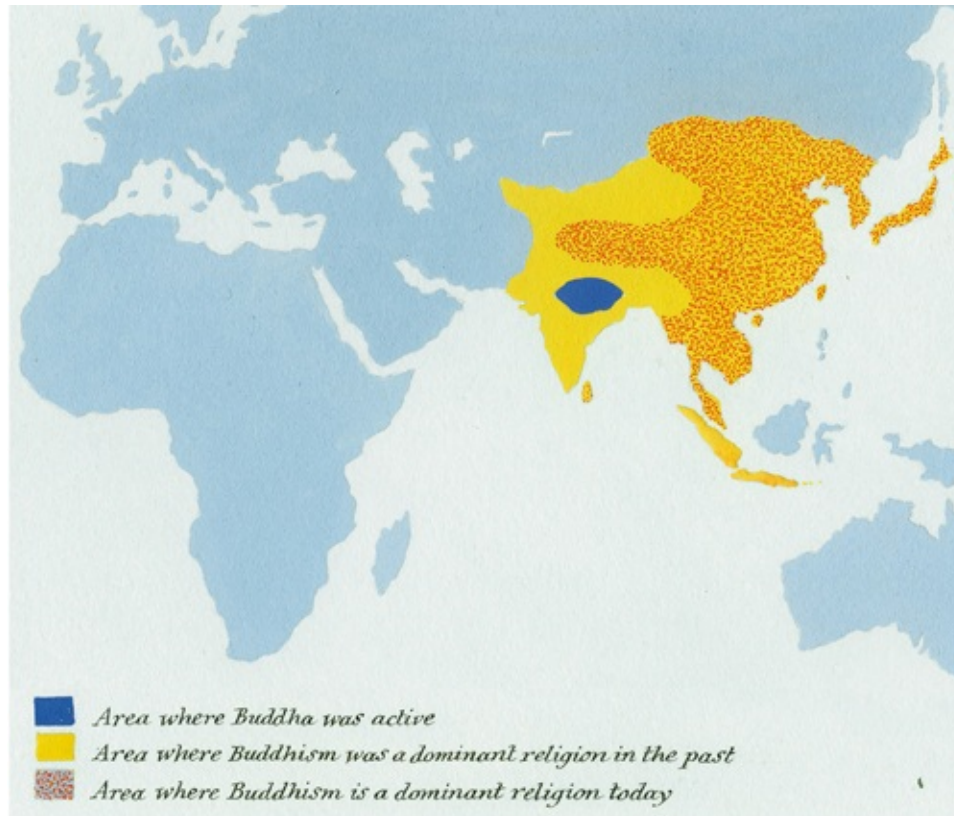 Area where Buddha was active
Area where Buddhism was a dominant religion in the past
Area where Buddhism is a dominant religion today